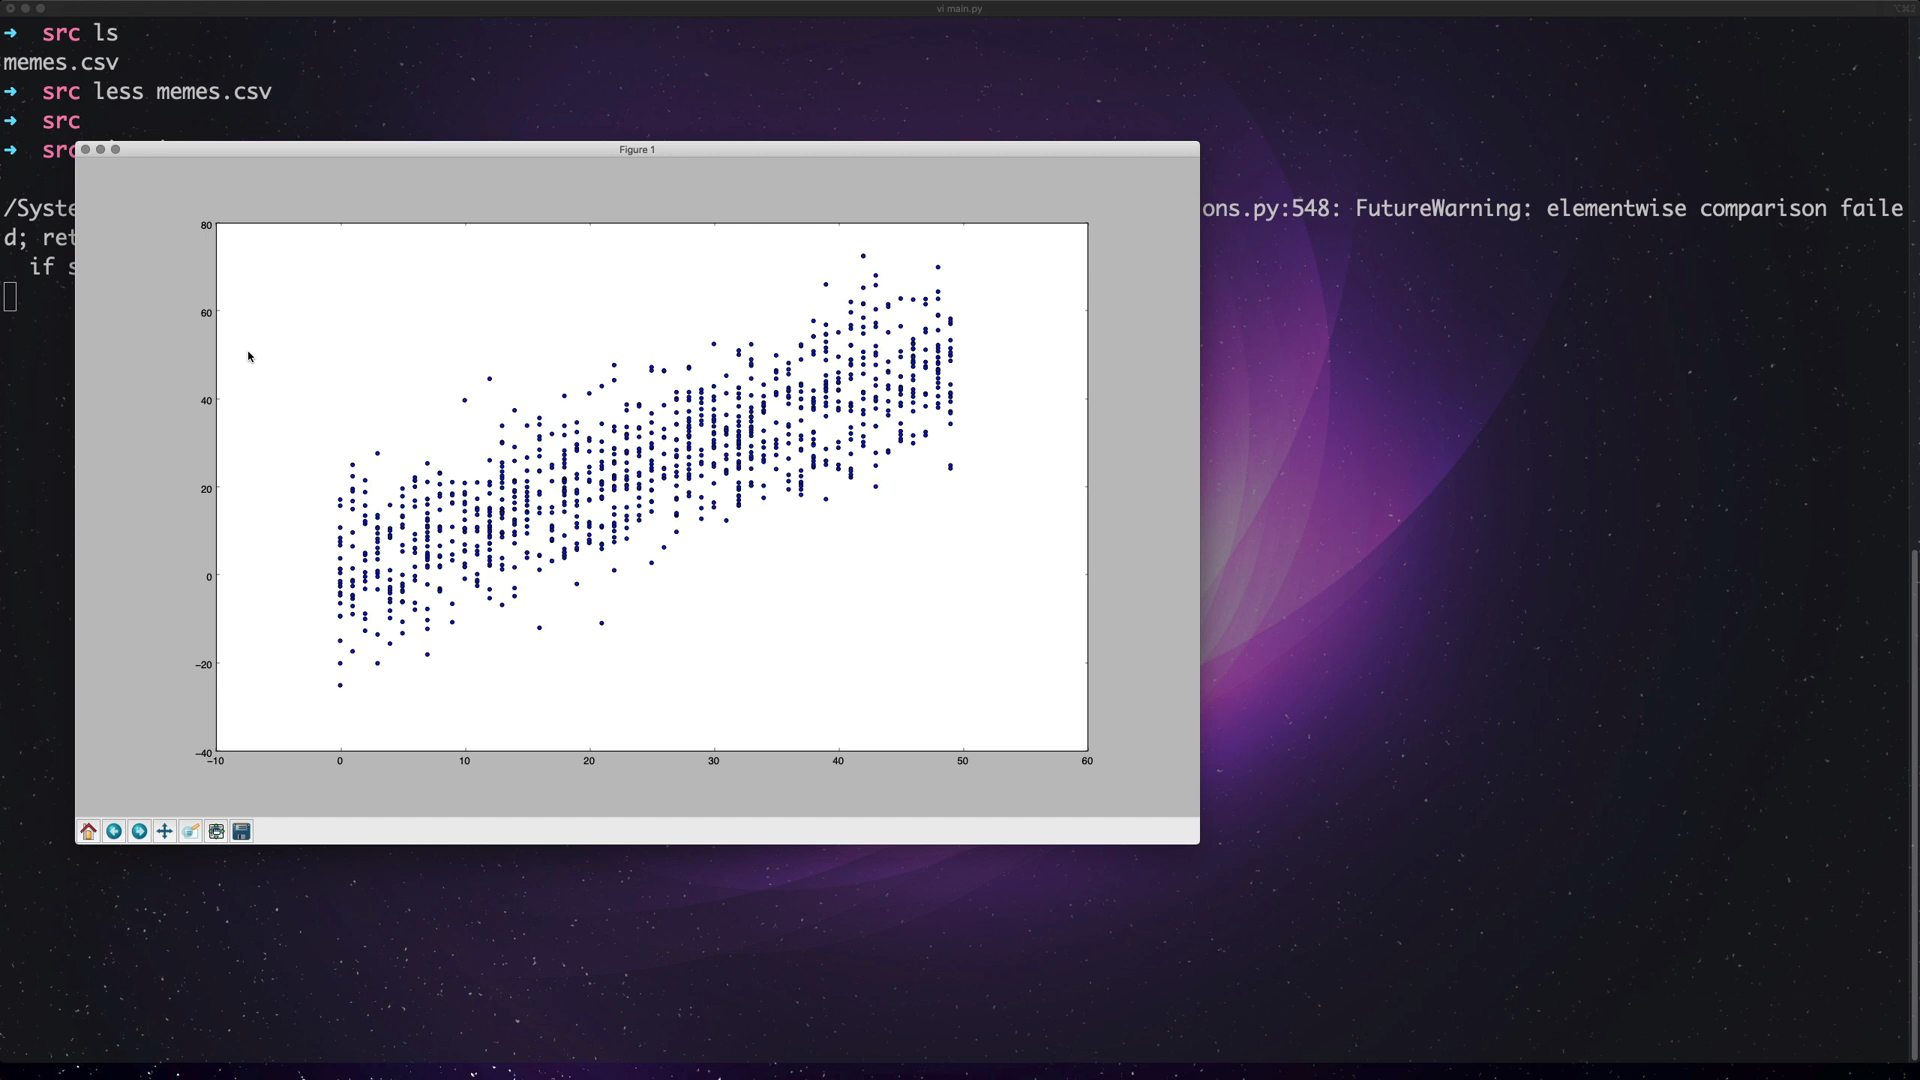 vi main.py
⌥⌘2
➜ src ls
memes.csv
➜ src less memes.csv
➜ src
➜ src
Figure 1
/Syste
ons.py:548: FutureWarning: elementwise comparison faile
d; ret
if s
80
60
40
20
0
−20
−40
−10 0 10 20 30 40 50 60